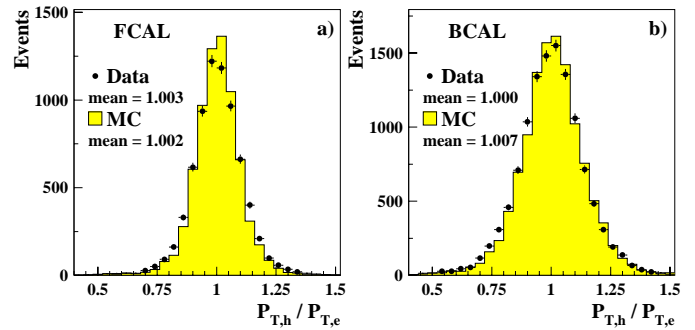 Events
1500
1000
500
0
FCAL
a)
Data
mean = 1.003
MC
mean = 1.002
0.5 0.75 1 1.25 1.5
P_T,h / P_T,e
Events
1500
1000
500
0
BCAL
b)
Data
mean = 1.000
MC
mean = 1.007
0.5 0.75 1 1.25 1.5
P_T,h / P_T,e